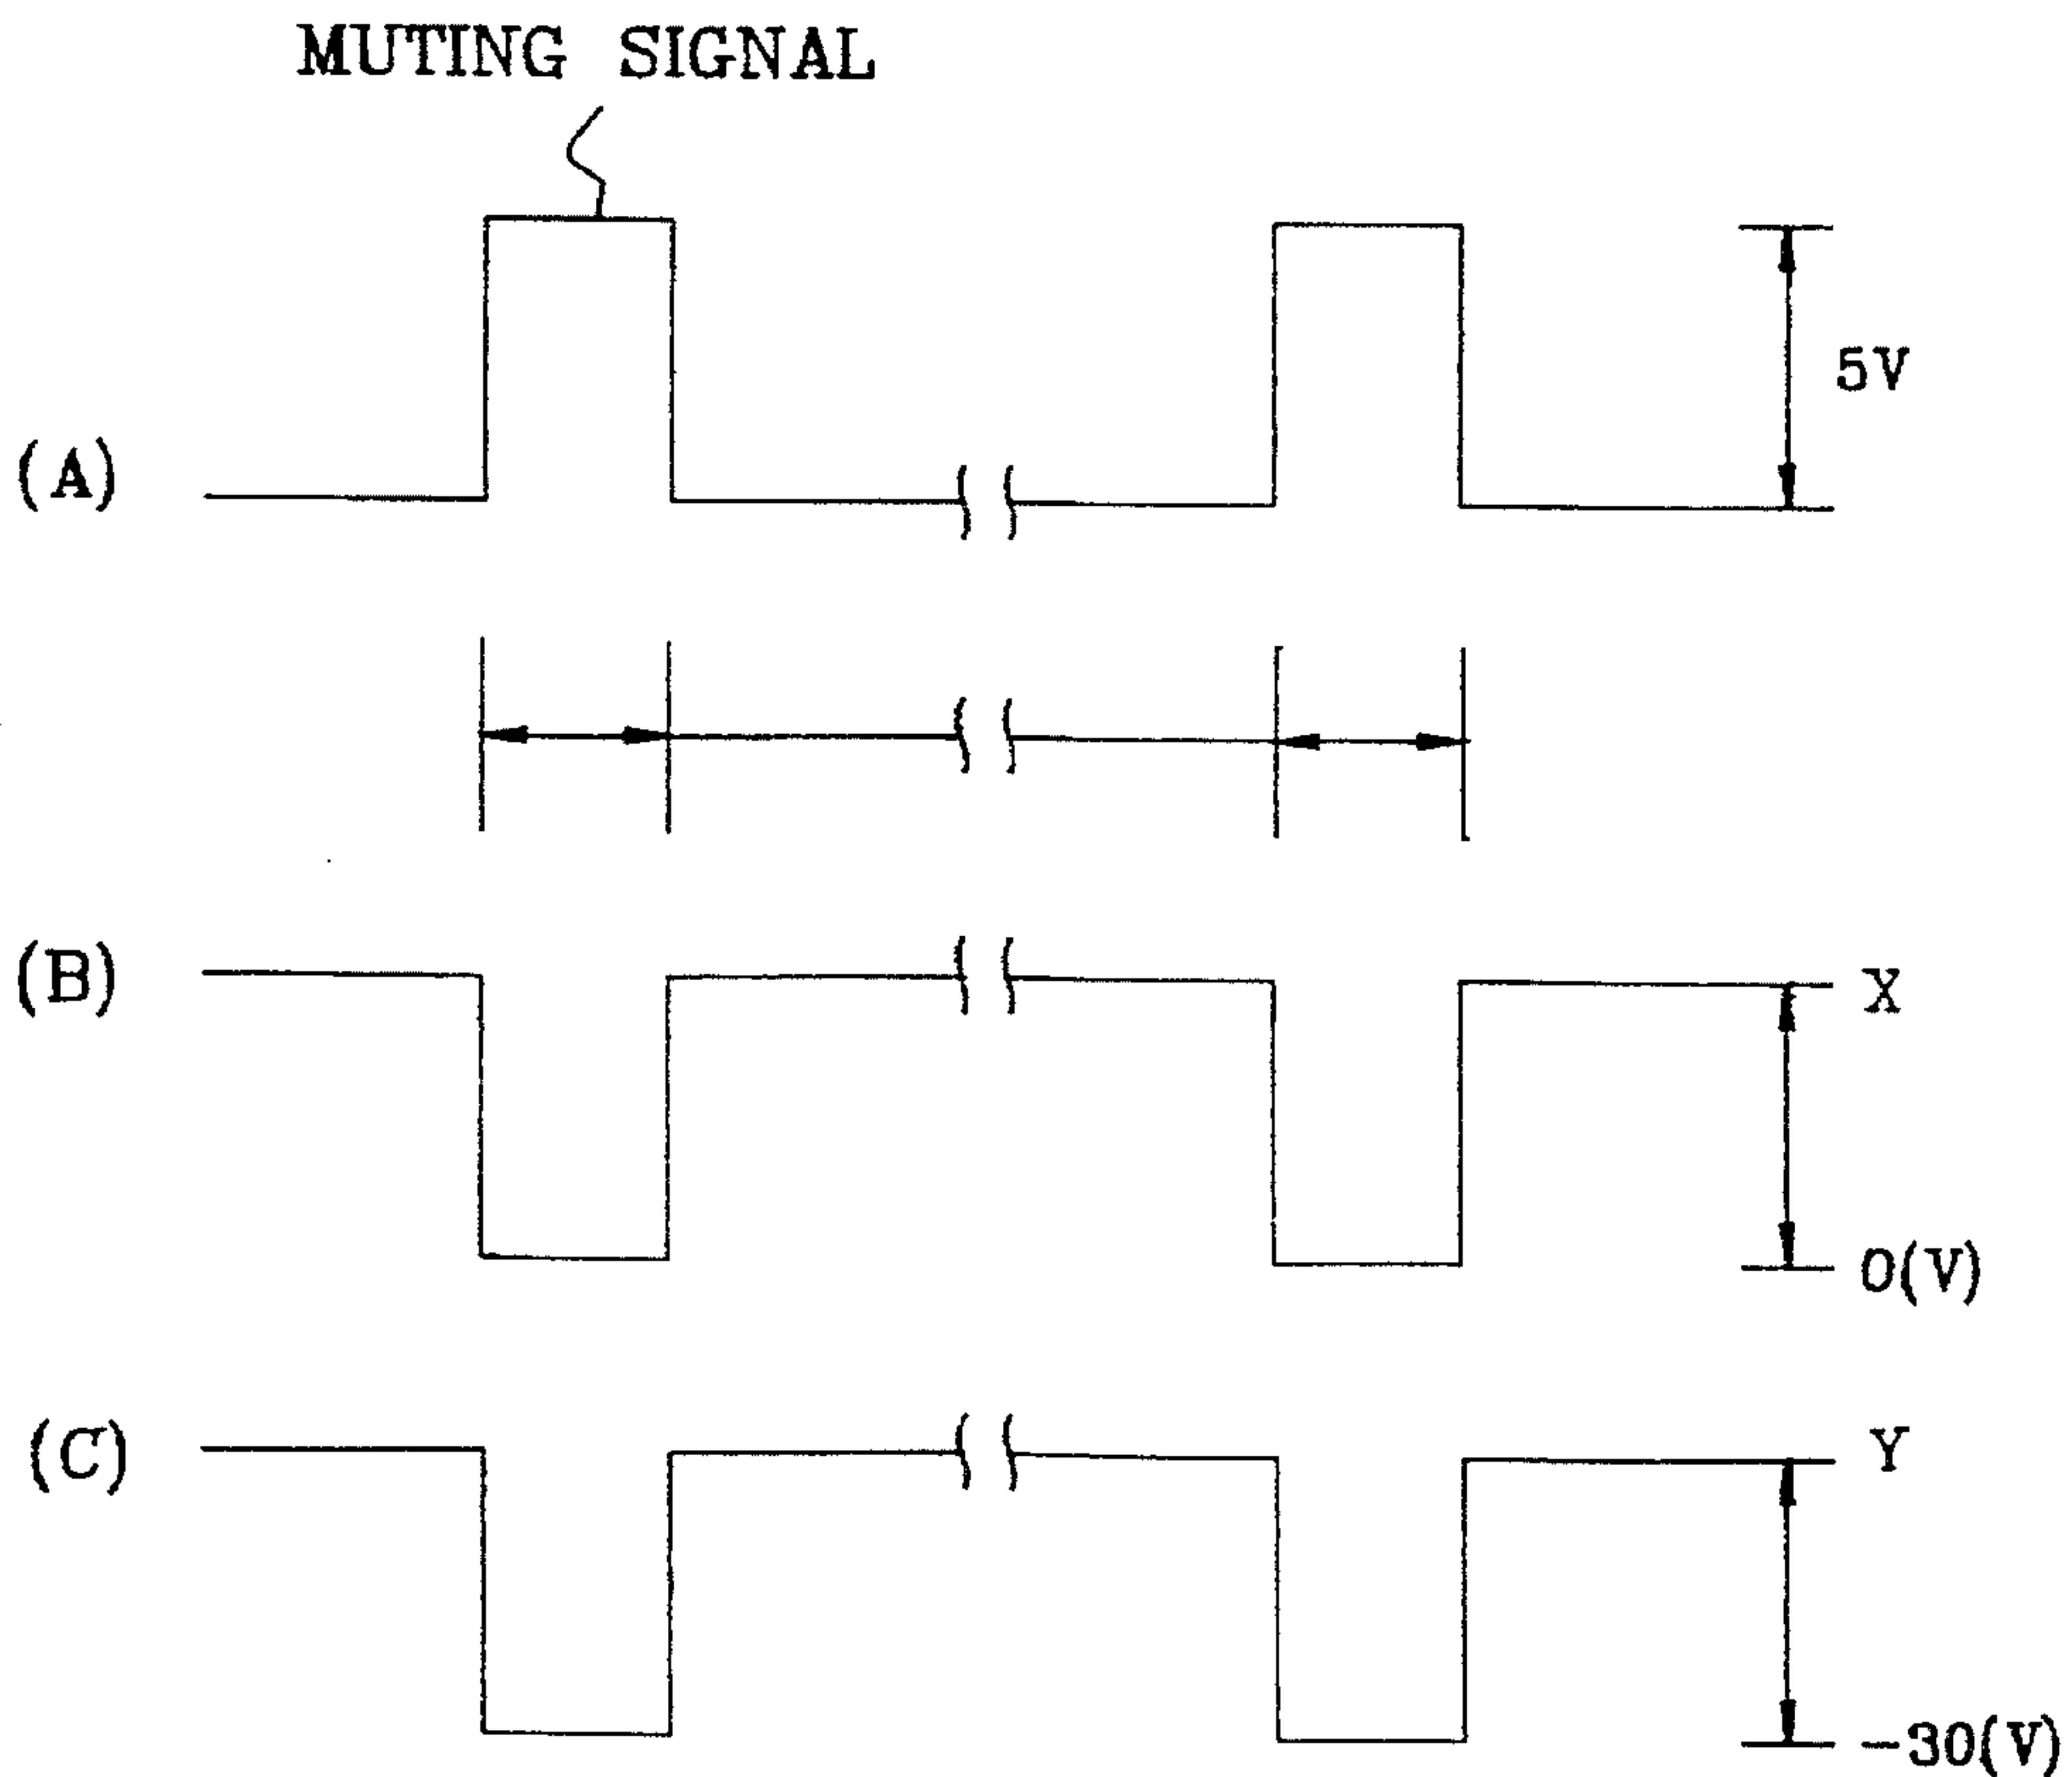 MUTING SIGNAL
5V
(A)
(B)
X
0(V)
(C)
Y
-30(V)